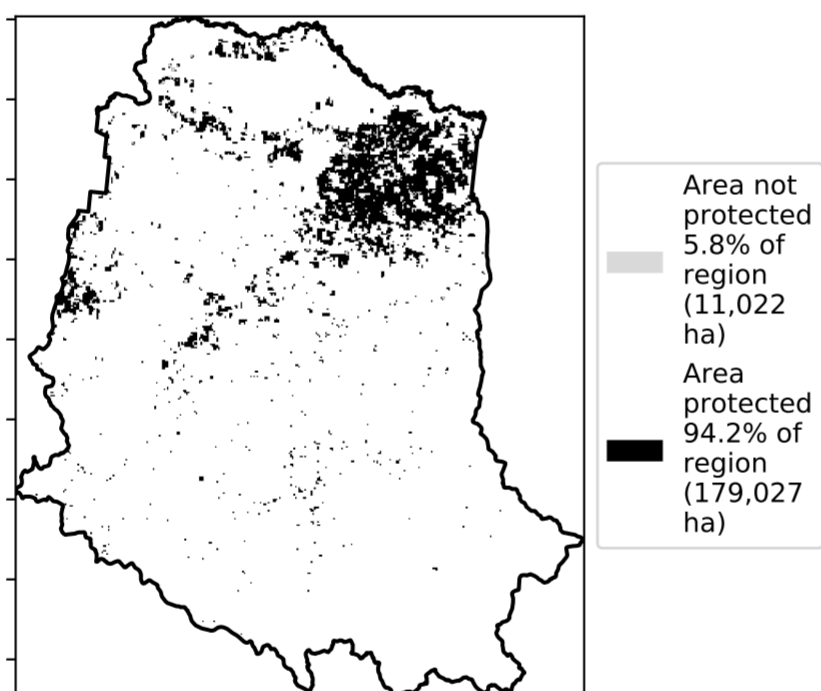 Area not
protected
5.8% of
region
(11,022
ha)
Area
protected
94.2% of
region
(179,027
ha)